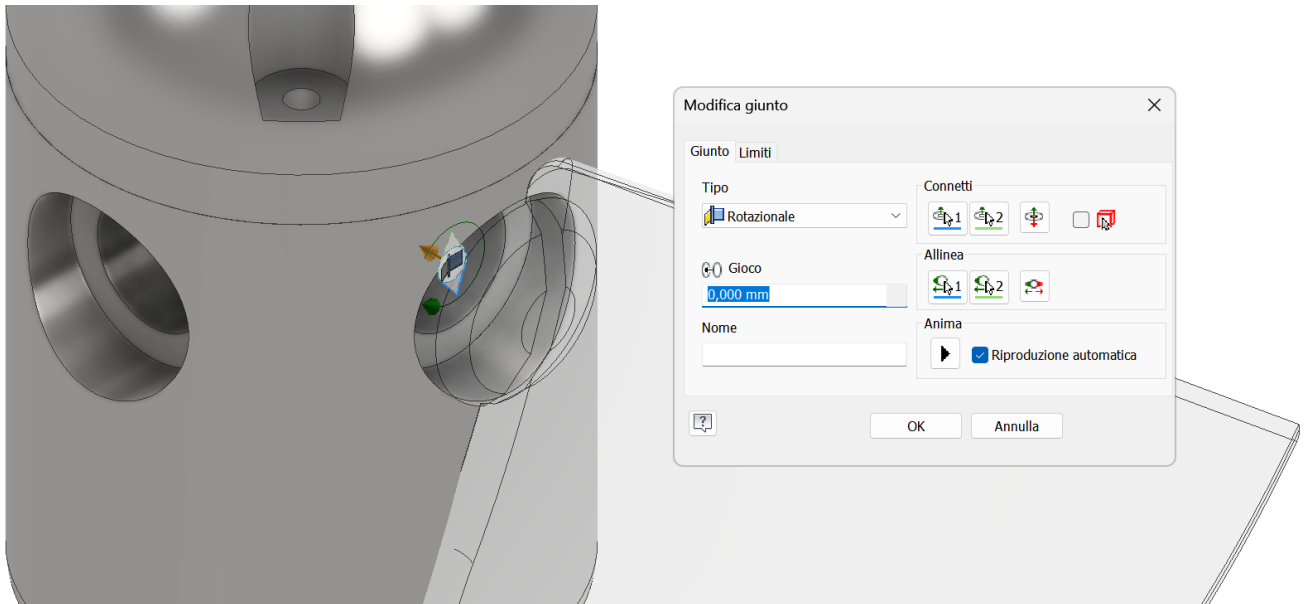 Modifica giunto
Giunto Limiti
Tipo
Rotazionale
Connetti
1 2
Gioco
0,000 mm
Allinea
1 2
Nome
Anima
Riproduzione automatica
?
OK Annulla